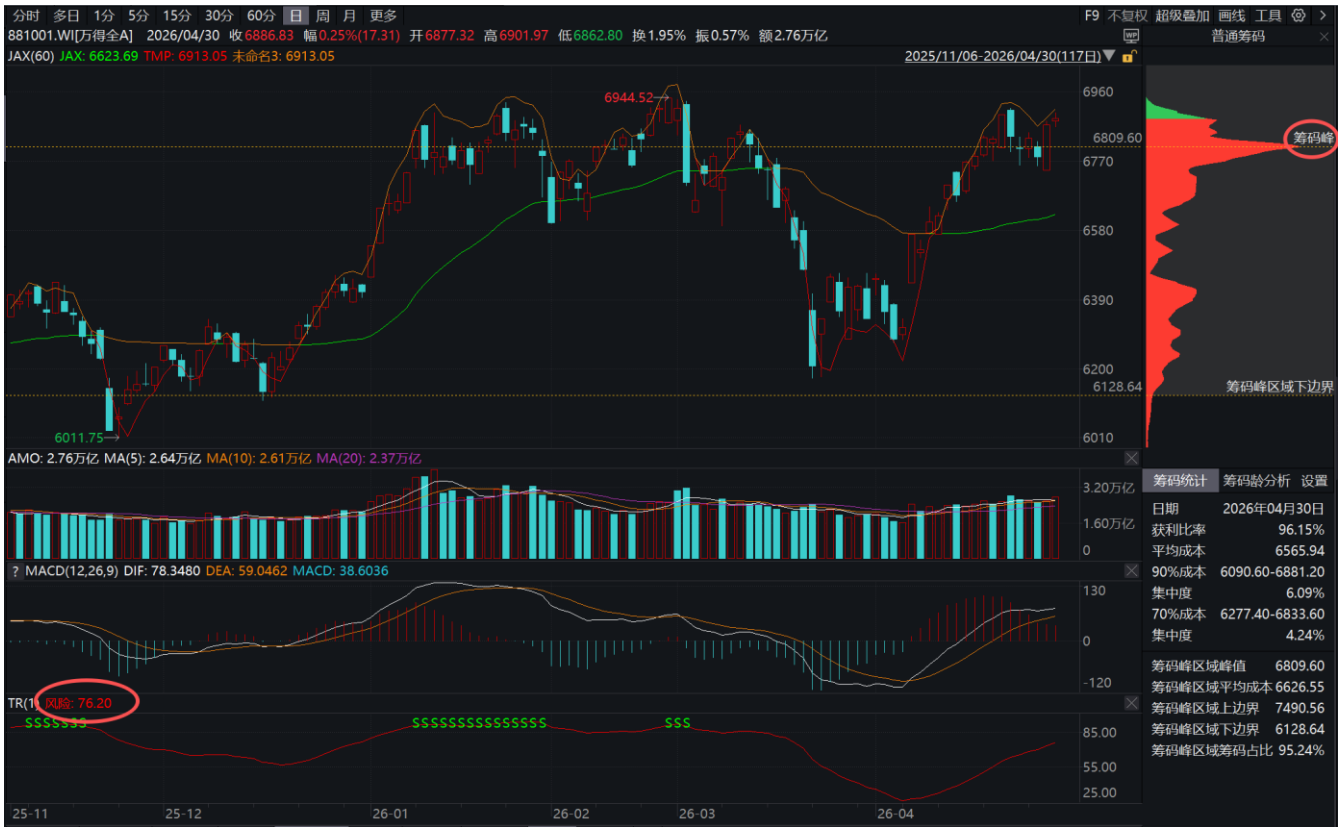 分时 多日 1分 5分 15分 30分 60分 日 周 月 更多 F9 不复权 超级叠加 画线 工具
881001.WI[万得全A] 2026/04/30 收6886.83 幅0.25%(17.31) 开6877.32 高6901.97 低6862.80 换1.95% 振0.57% 额2.76万亿 WP 普通筹码
JAX(60) JAX: 6623.69 TMP: 6913.05 未命名3: 6913.05 2025/11/06-2026/04/30(117日)
6960
6944.52
6809.60
筹码峰
6770
6580
6390
6200
6128.64
筹码峰区域下边界
6011.75
6010
AMO: 2.76万亿 MA(5): 2.64万亿 MA(10): 2.61万亿 MA(20): 2.37万亿
3.20万亿
1.60万亿
0
? MACD(12,26,9) DIF: 78.3480 DEA: 59.0462 MACD: 38.6036
130
0
-120
TR(1) 风险: 76.20
SSSSSSS SSSSSSSSSSSSSSS SSS
85.00
55.00
25.00
25-11 25-12 26-01 26-02 26-03 26-04
筹码统计 筹码龄分析 设置
日期 2026年04月30日
获利比率 96.15%
平均成本 6565.94
90%成本 6090.60-6881.20
集中度 6.09%
70%成本 6277.40-6833.60
集中度 4.24%
筹码峰区域峰值 6809.60
筹码峰区域平均成本 6626.55
筹码峰区域上边界 7490.56
筹码峰区域下边界 6128.64
筹码峰区域筹码占比 95.24%